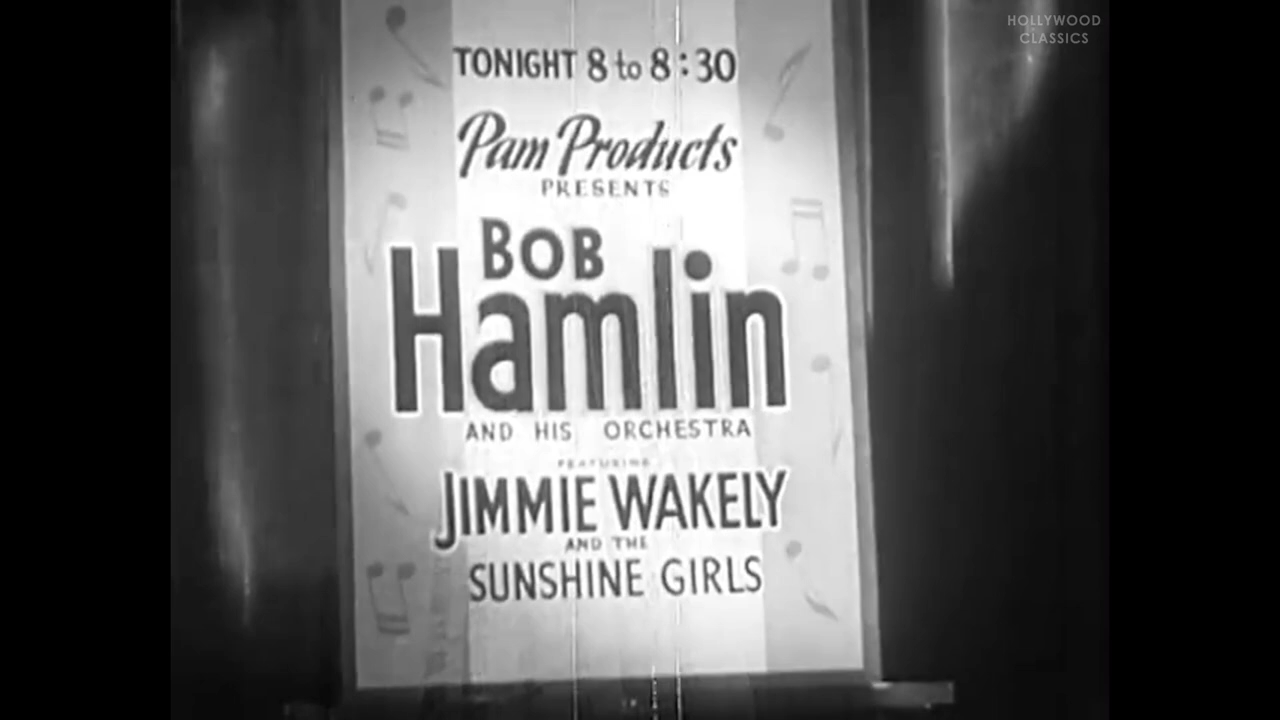 HOLLYWOOD
CLASSICS
TONIGHT 8 to 8:30
Pam Products
PRESENTS
BOB
Hamlin
AND HIS ORCHESTRA
FEATURING
JIMMIE WAKELY
AND THE
SUNSHINE GIRLS